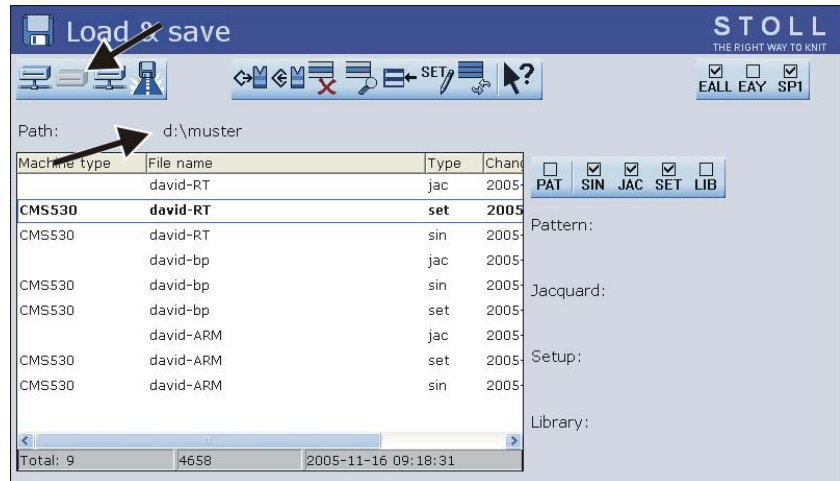 Load & save
STOLL
THE RIGHT WAY TO KNIT
SET
?
EALL EAY SP1
Path: d:\muster
Machine type File name Type Chang
david-RT jac 2005-
CMS530 david-RT set 2005
CMS530 david-RT sin 2005-
david-bp jac 2005-
CMS530 david-bp sin 2005-
CMS530 david-bp set 2005-
david-ARM jac 2005-
CMS530 david-ARM set 2005-
CMS530 david-ARM sin 2005-
Total: 9 4658 2005-11-16 09:18:31
PAT SIN JAC SET LIB
Pattern:
Jacquard:
Setup:
Library: